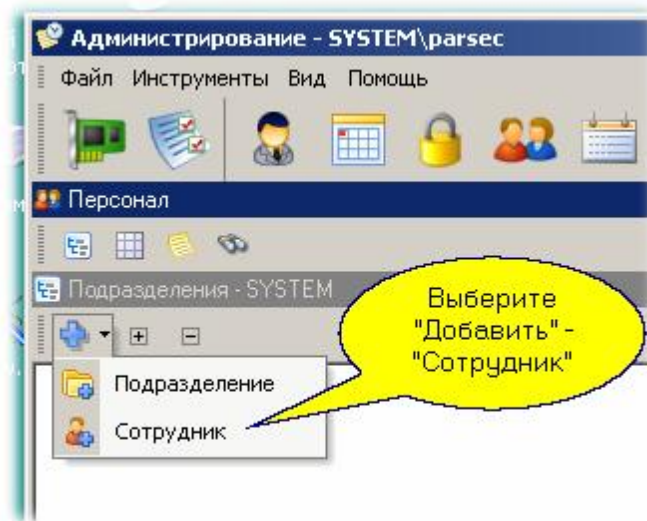 Администрирование - SYSTEM\parsec
Файл Инструменты Вид Помощь
Персонал
Подразделения - SYSTEM
Выберите
"Добавить" -
"Сотрудник"
Подразделение
Сотрудник